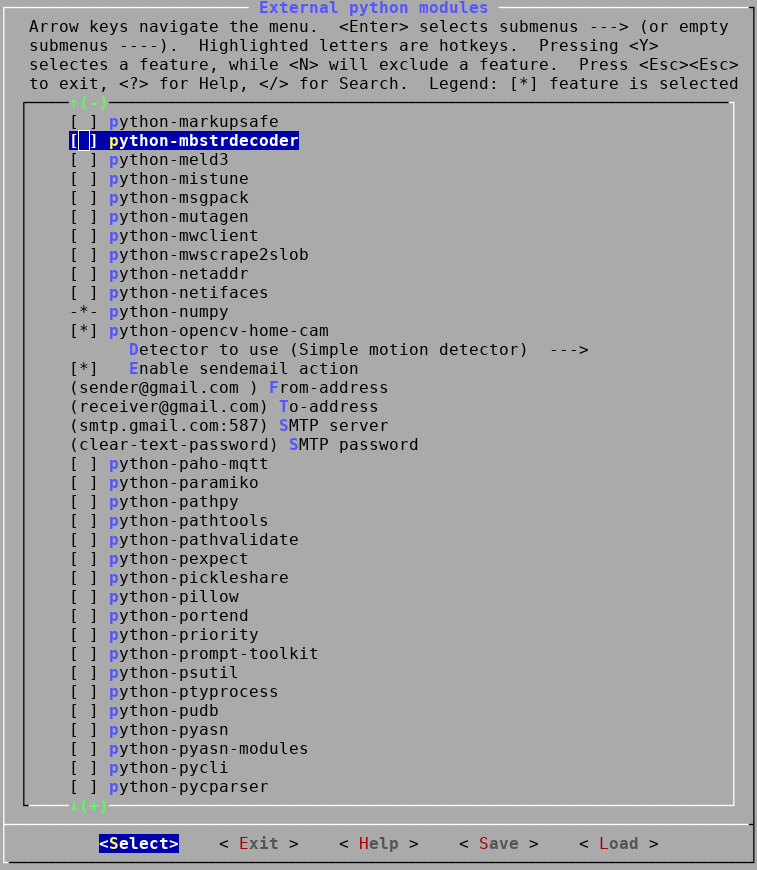 External python modules
Arrow keys navigate the menu.  <Enter> selects submenus ---> (or empty
submenus ----).  Highlighted letters are hotkeys.  Pressing <Y>
selectes a feature, while <N> will exclude a feature.  Press <Esc><Esc>
to exit, <?> for Help, </> for Search.  Legend: [*] feature is selected
↑(-)
[ ] python-markupsafe
[ ] python-mbstrdecoder
[ ] python-meld3
[ ] python-mistune
[ ] python-msgpack
[ ] python-mutagen
[ ] python-mwclient
[ ] python-mwscrape2slob
[ ] python-netaddr
[ ] python-netifaces
-*- python-numpy
[*] python-opencv-home-cam
Detector to use (Simple motion detector)  --->
[*]   Enable sendemail action
(sender@gmail.com ) From-address
(receiver@gmail.com) To-address
(smtp.gmail.com:587) SMTP server
(clear-text-password) SMTP password
[ ] python-paho-mqtt
[ ] python-paramiko
[ ] python-pathpy
[ ] python-pathtools
[ ] python-pathvalidate
[ ] python-pexpect
[ ] python-pickleshare
[ ] python-pillow
[ ] python-portend
[ ] python-priority
[ ] python-prompt-toolkit
[ ] python-psutil
[ ] python-ptyprocess
[ ] python-pudb
[ ] python-pyasn
[ ] python-pyasn-modules
[ ] python-pycli
[ ] python-pycparser
↓(+)
<Select>    < Exit >    < Help >    < Save >    < Load >